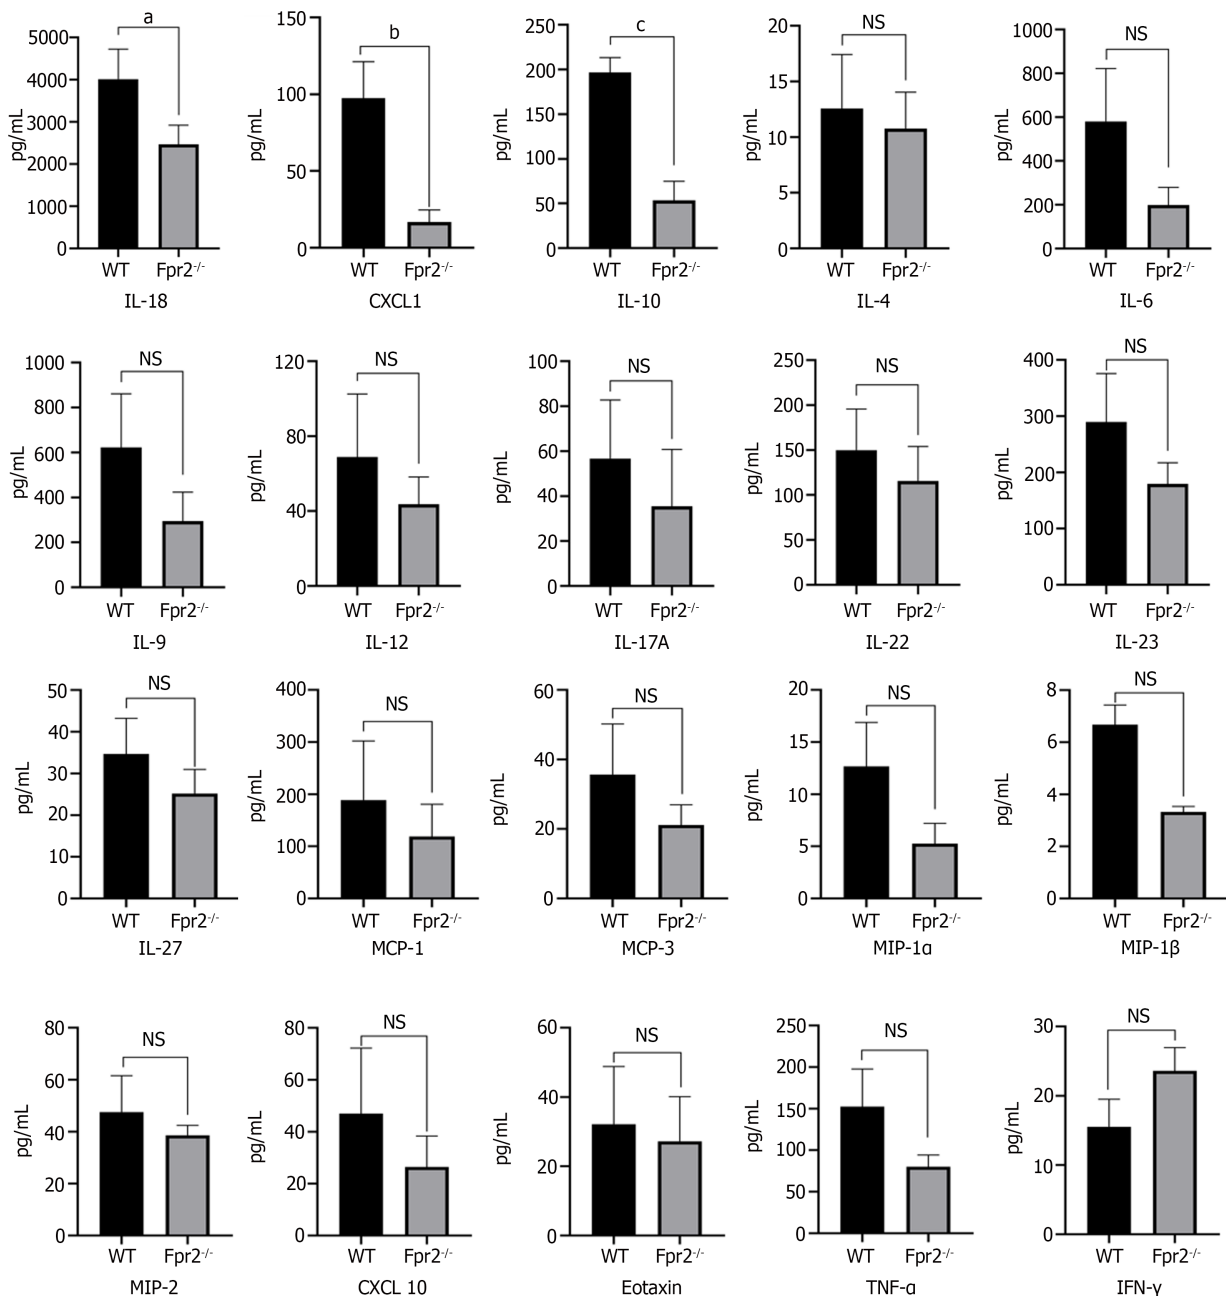 a
5000
4000
3000
2000
1000
0
pg/mL
WT Fpr2⁻/⁻
IL-18
b
150
100
50
0
pg/mL
WT Fpr2⁻/⁻
CXCL1
c
250
200
150
100
50
0
pg/mL
WT Fpr2⁻/⁻
IL-10
NS
20
15
10
5
0
pg/mL
WT Fpr2⁻/⁻
IL-4
NS
1000
800
600
400
200
0
pg/mL
WT Fpr2⁻/⁻
IL-6
NS
1000
800
600
400
200
0
pg/mL
WT Fpr2⁻/⁻
IL-9
NS
120
80
40
0
pg/mL
WT Fpr2⁻/⁻
IL-12
NS
100
80
60
40
20
0
pg/mL
WT Fpr2⁻/⁻
IL-17A
NS
250
200
150
100
50
0
pg/mL
WT Fpr2⁻/⁻
IL-22
NS
400
300
200
100
0
pg/mL
WT Fpr2⁻/⁻
IL-23
NS
50
40
30
20
10
0
pg/mL
WT Fpr2⁻/⁻
IL-27
NS
400
300
200
100
0
pg/mL
WT Fpr2⁻/⁻
MCP-1
NS
60
40
20
0
pg/mL
WT Fpr2⁻/⁻
MCP-3
NS
20
15
10
5
0
pg/mL
WT Fpr2⁻/⁻
MIP-1α
NS
8
6
4
2
0
pg/mL
WT Fpr2⁻/⁻
MIP-1β
NS
80
60
40
20
0
pg/mL
WT Fpr2⁻/⁻
MIP-2
NS
80
60
40
20
0
pg/mL
WT Fpr2⁻/⁻
CXCL 10
NS
60
40
20
0
pg/mL
WT Fpr2⁻/⁻
Eotaxin
NS
250
200
150
100
50
0
pg/mL
WT Fpr2⁻/⁻
TNF-α
NS
30
20
10
0
pg/mL
WT Fpr2⁻/⁻
IFN-γ